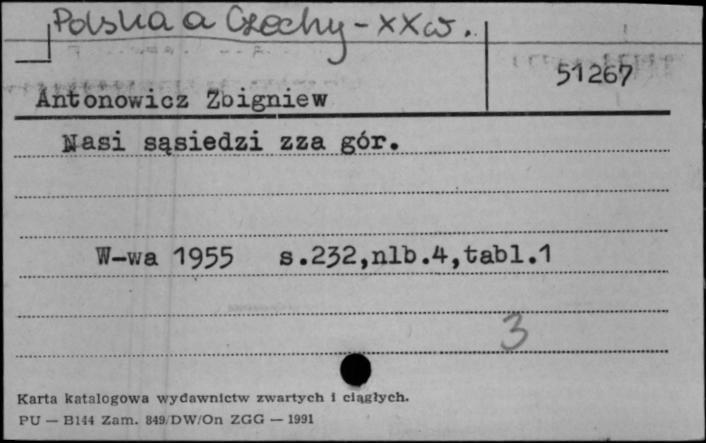 Polska a Czechy - XX w.
51267
Antonowicz Zbigniew
Nasi sąsiedzi zza gór.
W-wa 1955 s.232,nlb.4,tabl.1
3
Karta katalogowa wydawnictw zwartych i ciągłych.
PU — B144 Zam. 849/DW/On ZGG — 1991